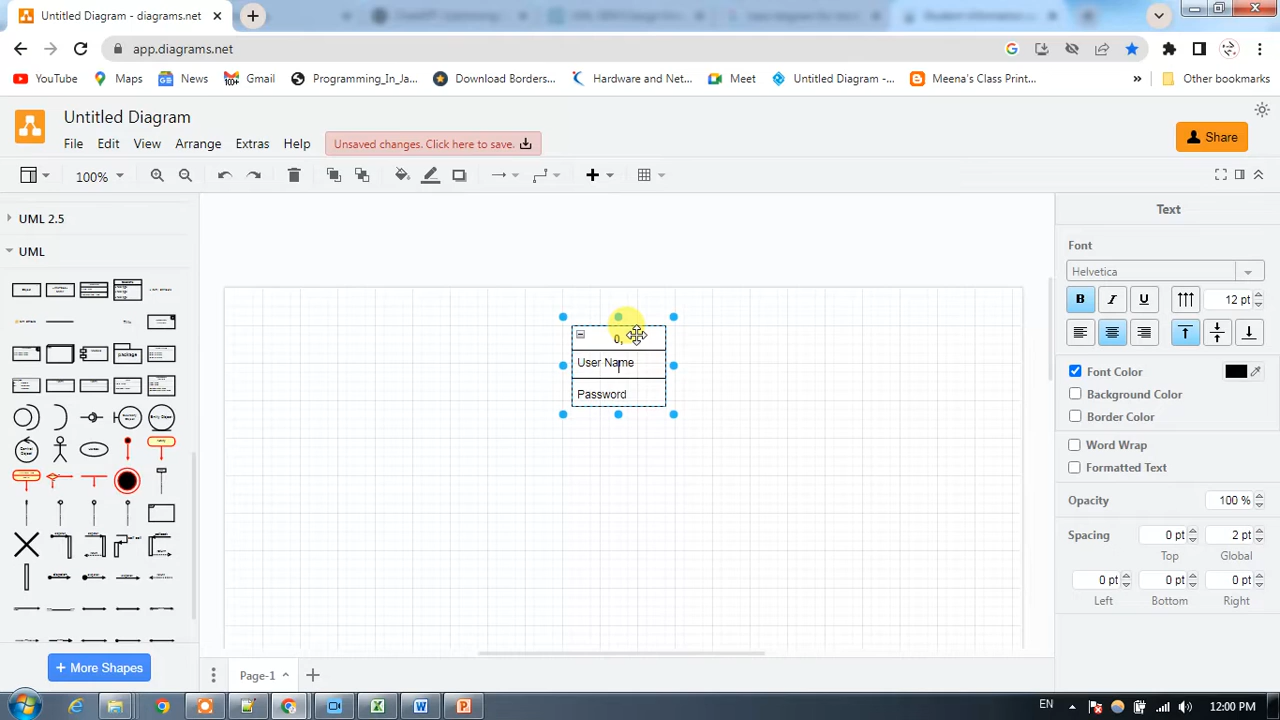 Untitled Diagram - diagrams.net
app.diagrams.net
YouTube
Maps
News
Gmail
Programming_In_Ja...
Download Borders...
Hardware and Net...
Meet
Untitled Diagram -...
Meena's Class Print...
Other bookmarks
Untitled Diagram
File Edit View Arrange Extras Help
Unsaved changes. Click here to save.
Share
100%
UML 2.5
UML
0,
User Name
Password
Text
Font
Helvetica
B I U 12 pt
Font Color
Background Color
Border Color
Word Wrap
Formatted Text
Opacity 100 %
Spacing 0 pt 2 pt
Top Global
0 pt 0 pt 0 pt
Left Bottom Right
+ More Shapes
Page-1
EN 12:00 PM